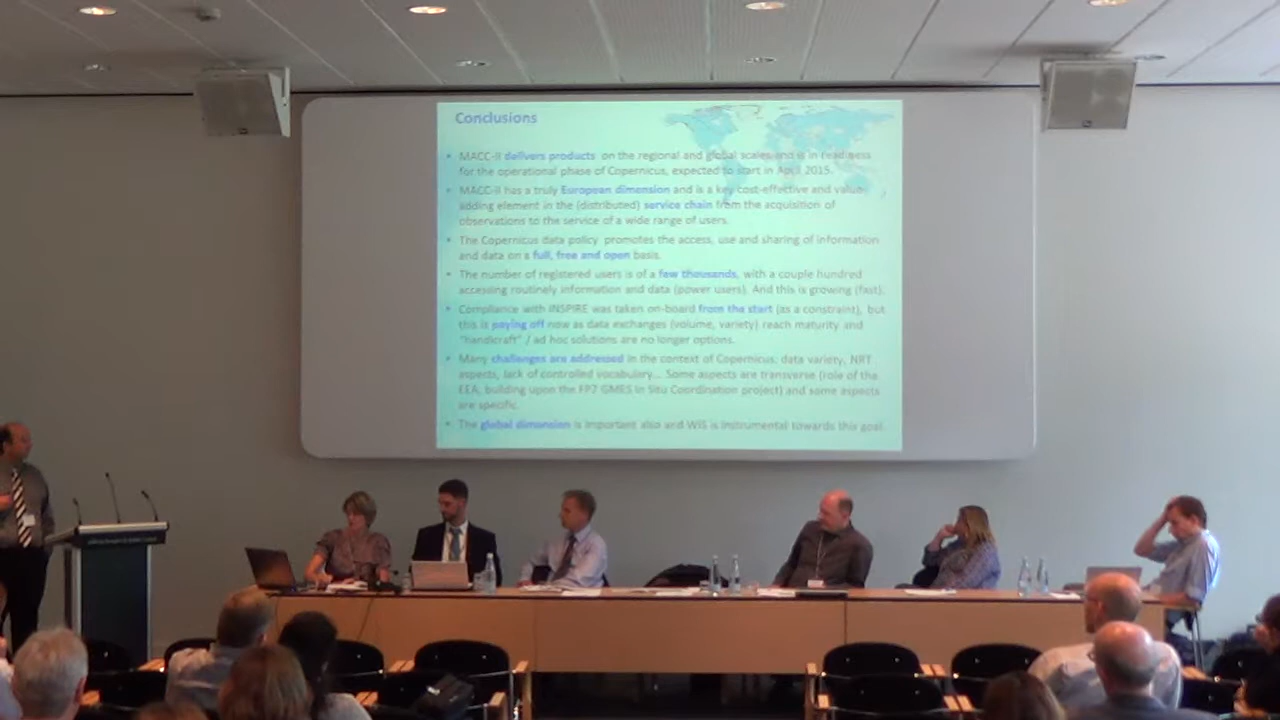 Conclusions
• MACC-II delivers products on the regional and global scales and is in readiness
for the operational phase of Copernicus, expected to start in April 2015.
• MACC-II has a truly European dimension and is a key cost-effective and value-
adding element in the (distributed) service chain from the acquisition of
observations to the service of a wide range of users.
• The Copernicus data policy promotes the access, use and sharing of information
and data on a full, free and open basis.
• The number of registered users is of a few thousands, with a couple hundred
accessing routinely information and data (power users). And this is growing (fast).
• Compliance with INSPIRE was taken on-board from the start (as a constraint), but
this is paying off now as data exchanges (volume, variety) reach maturity and
"handicraft" / ad hoc solutions are no longer options.
• Many challenges are addressed in the context of Copernicus: data variety, NRT
aspects, lack of controlled vocabulary... Some aspects are transverse (role of the
EEA, building upon the FP7 GMES In Situ Coordination project) and some aspects
are specific.
• The global dimension is important also and WIS is instrumental towards this goal.